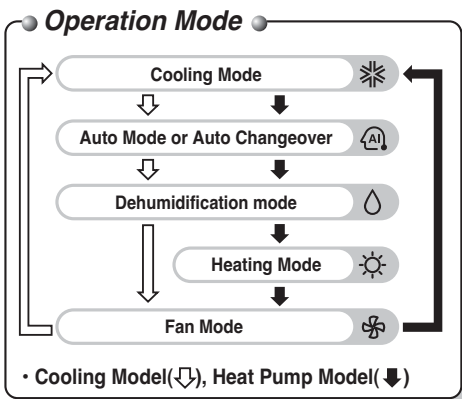 Operation Mode
Cooling Mode
Auto Mode or Auto Changeover
AI
Dehumidification mode
Heating Mode
Fan Mode
· Cooling Model(⇩), Heat Pump Model(⬇)